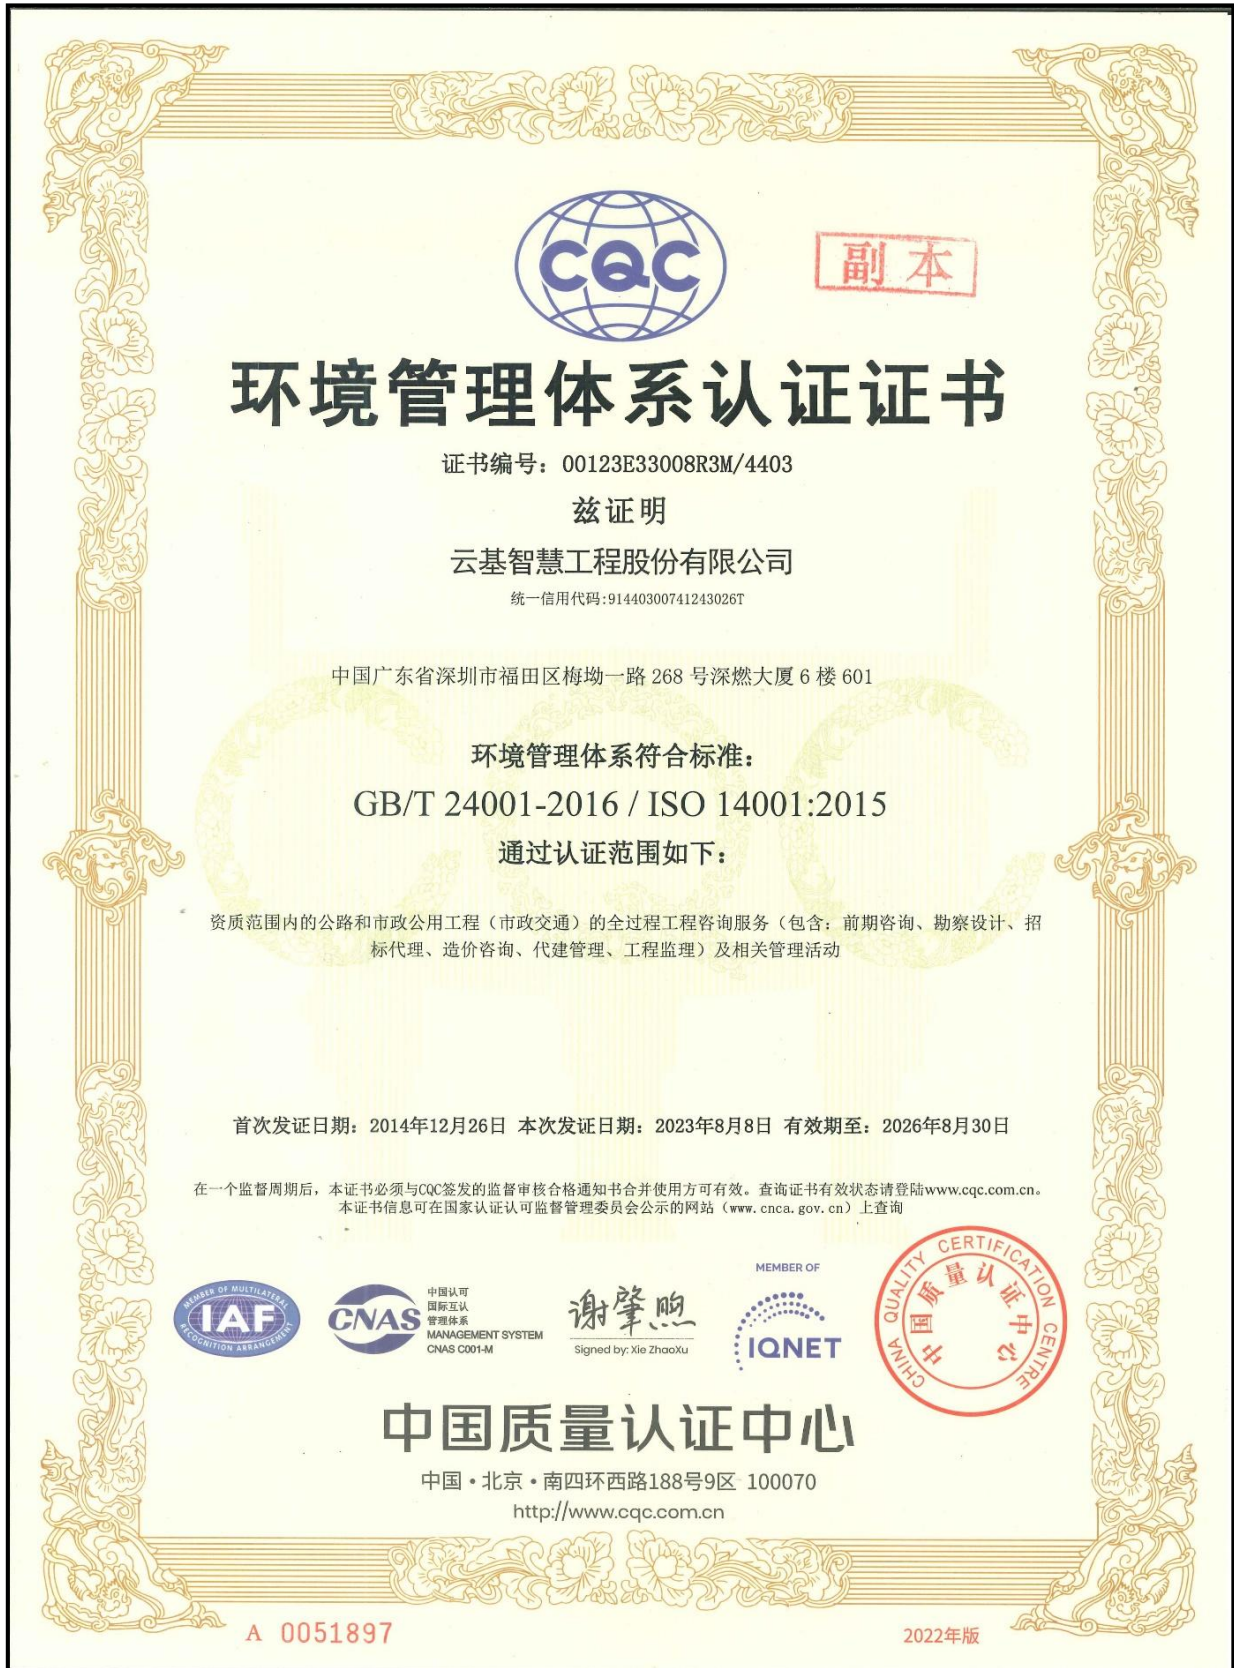 CQC
副本
环境管理体系认证证书
证书编号：00123E33008R3M/4403
兹证明
云基智慧工程股份有限公司
统一信用代码:91440300741243026T
中国广东省深圳市福田区梅坳一路 268 号深燃大厦 6 楼 601
环境管理体系符合标准：
GB/T 24001-2016 / ISO 14001:2015
通过认证范围如下：
资质范围内的公路和市政公用工程（市政交通）的全过程工程咨询服务（包含：前期咨询、勘察设计、招
标代理、造价咨询、代建管理、工程监理）及相关管理活动
首次发证日期：2014年12月26日 本次发证日期：2023年8月8日 有效期至：2026年8月30日
在一个监督周期后，本证书必须与CQC签发的监督审核合格通知书合并使用方可有效。查询证书有效状态请登陆www.cqc.com.cn。
本证书信息可在国家认证认可监督管理委员会公示的网站（www.cnca.gov.cn）上查询
MEMBER OF MULTILATERAL
IAF
RECOGNITION ARRANGEMENT
CNAS
中国认可
国际互认
管理体系
MANAGEMENT SYSTEM
CNAS C001-M
谢肇煦
Signed by: Xie ZhaoXu
MEMBER OF
IQNET
CHINA QUALITY CERTIFICATION CENTRE
中国质量认证中心
中国质量认证中心
中国・北京・南四环西路188号9区 100070
http://www.cqc.com.cn
A 0051897
2022年版